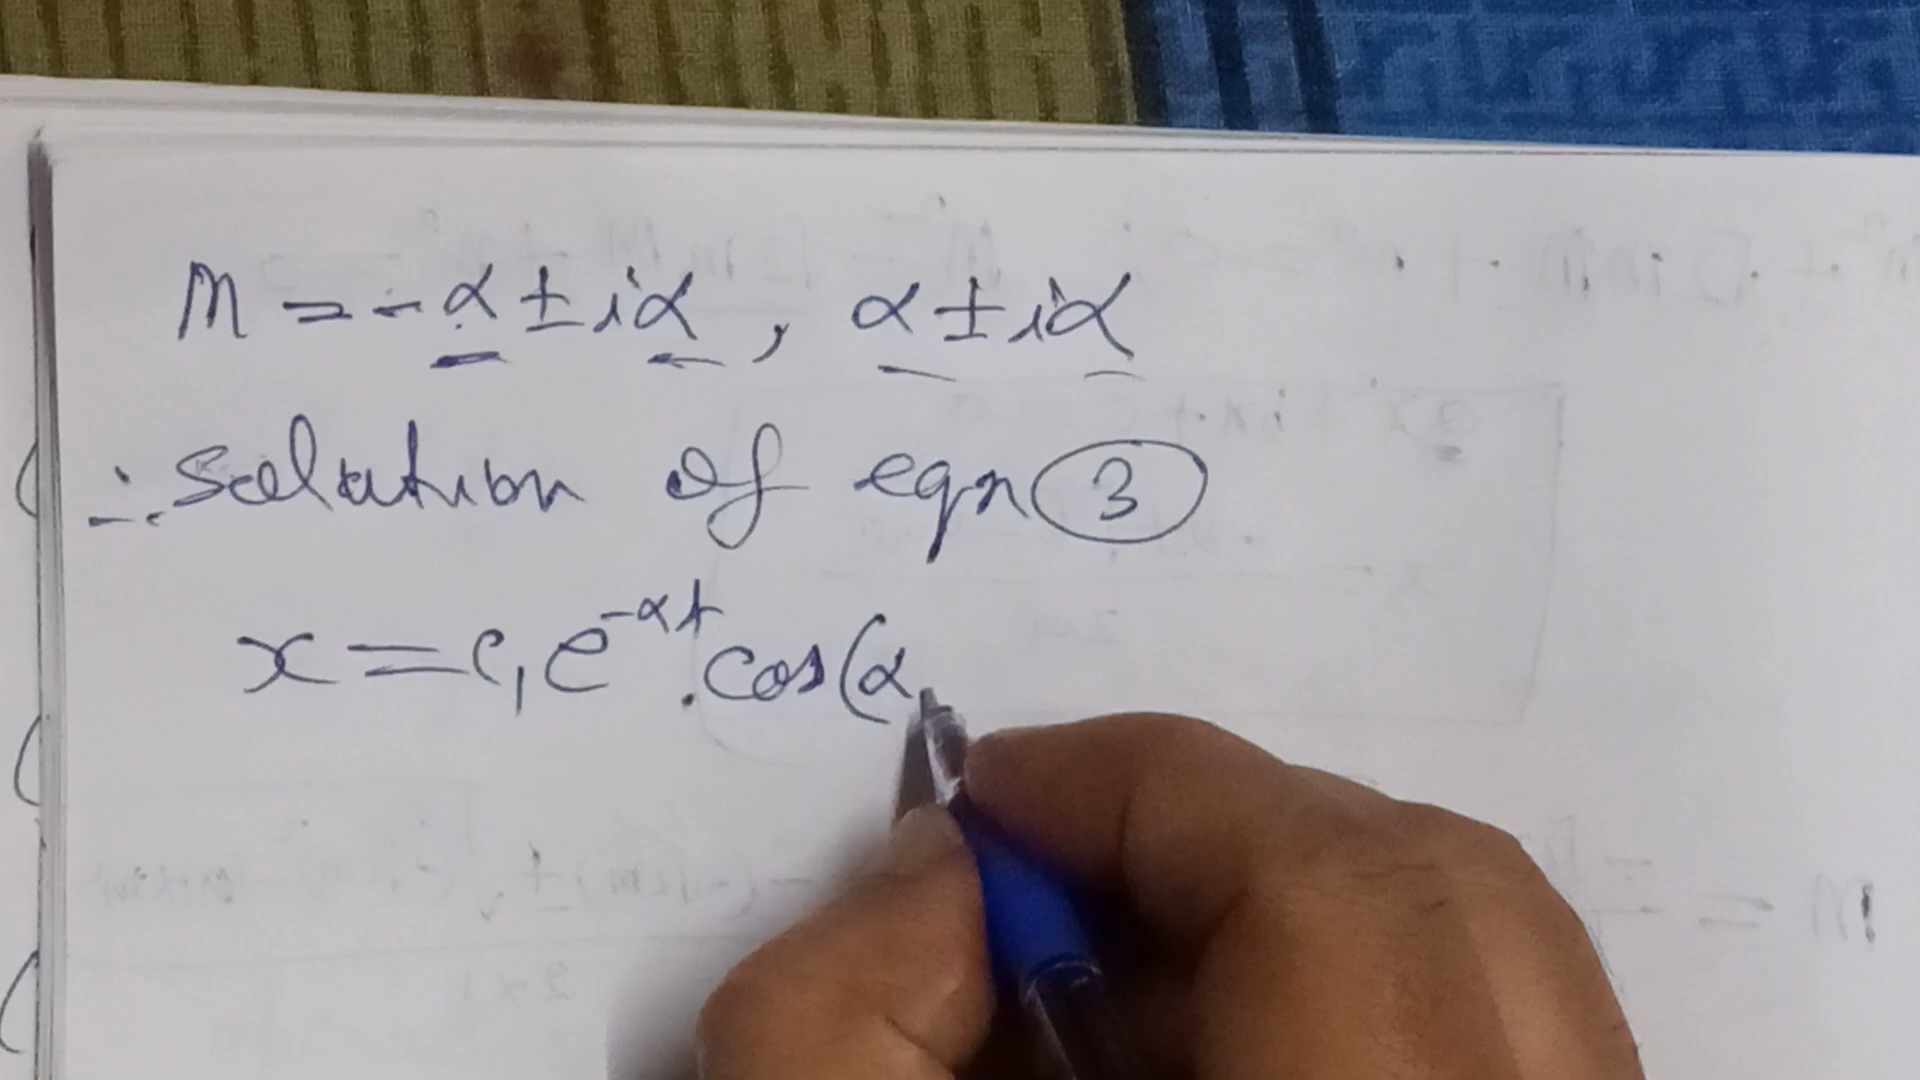 m = -α ± iα, α ± iα
∴ solution of eqn ③
x = c₁e^{-αt}.cos(α